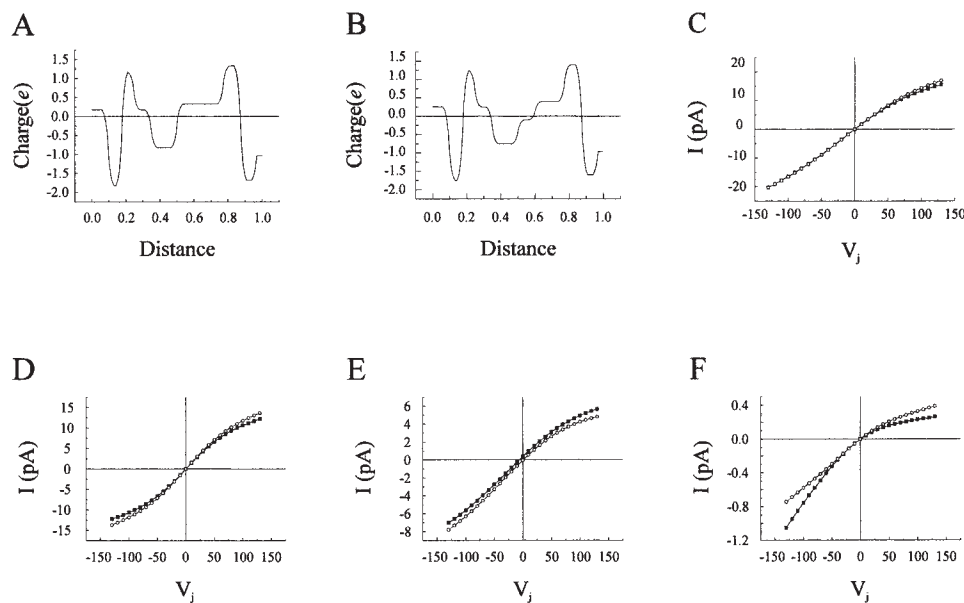 A
B
C
Charge(e)
1.5
1.0
0.5
0.0
-0.5
-1.0
-1.5
-2.0
0.0 0.2 0.4 0.6 0.8 1.0
Distance
Charge(e)
1.5
1.0
0.5
0.0
-0.5
-1.0
-1.5
-2.0
0.0 0.2 0.4 0.6 0.8 1.0
Distance
I (pA)
20
10
0
-10
-20
-150 -100 -50 0 50 100 150
Vj
D
E
F
I (pA)
15
10
5
0
-5
-10
-15
-150 -100 -50 0 50 100 150
Vj
I (pA)
6
4
2
0
-2
-4
-6
-8
-150 -100 -50 0 50 100 150
Vj
I (pA)
0.4
0.0
-0.4
-0.8
-1.2
-150 -100 -50 0 50 100 150
Vj